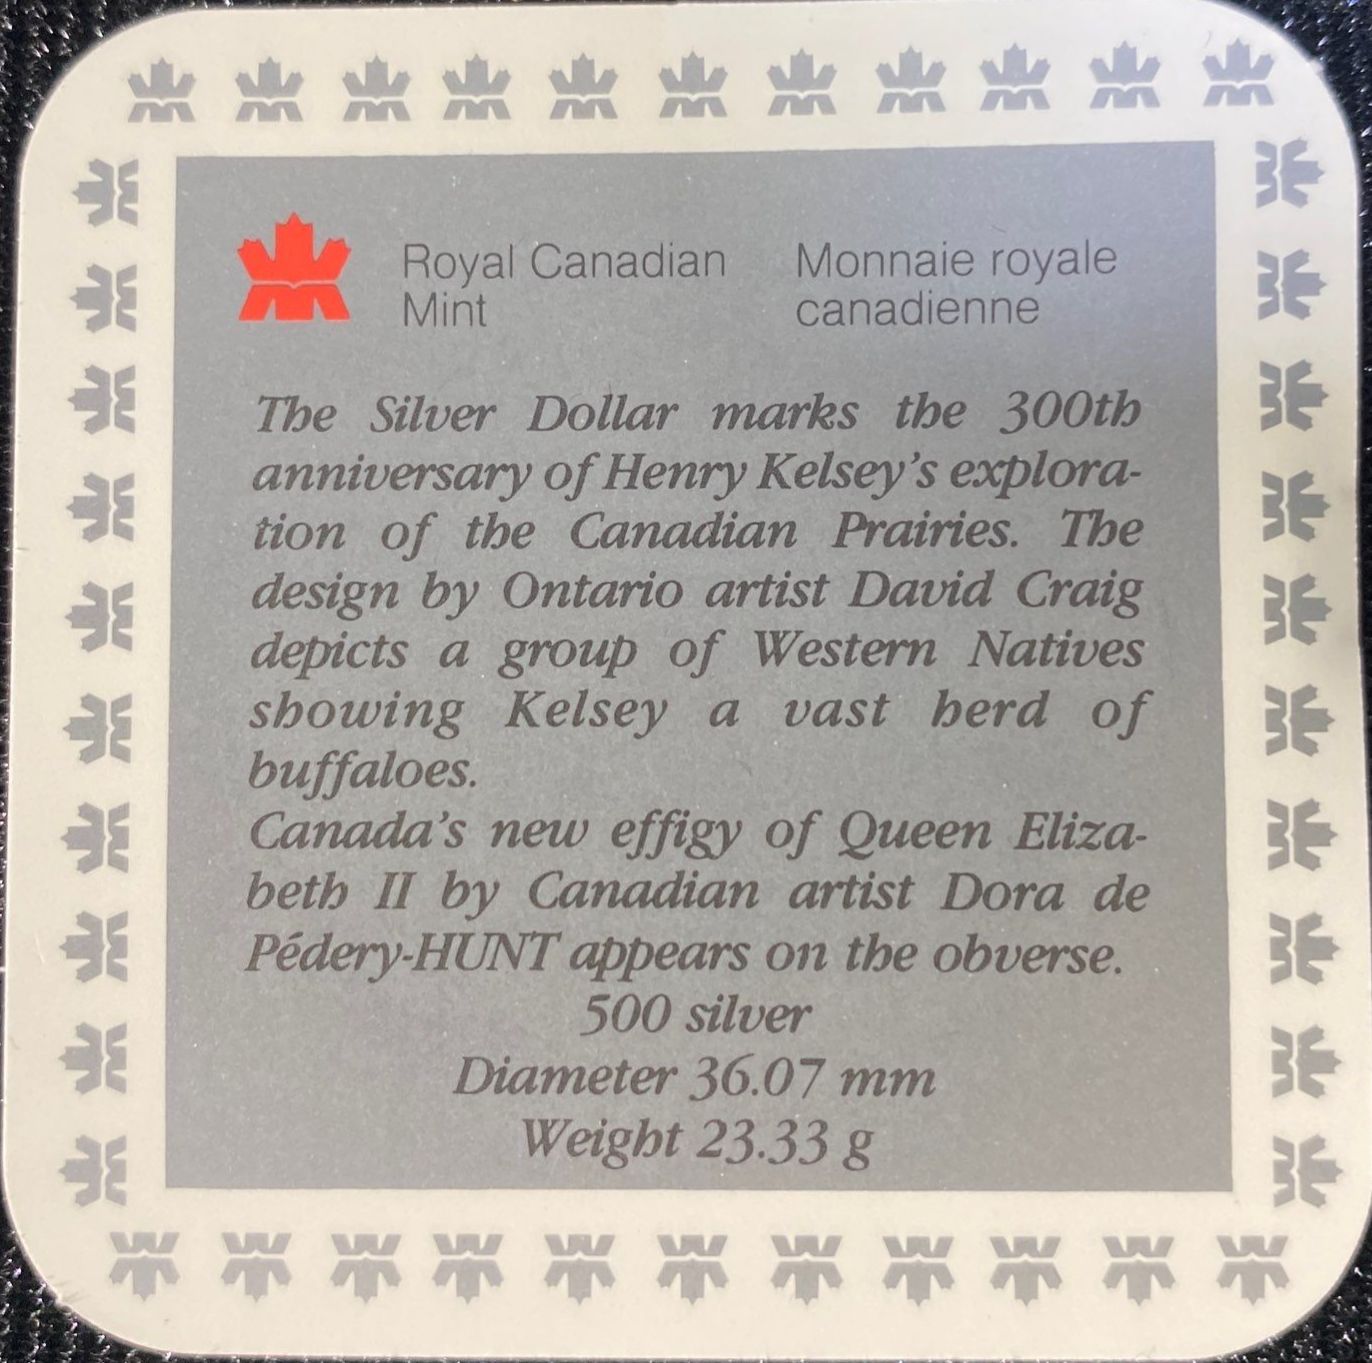 Royal Canadian
Mint
Monnaie royale
canadienne
The Silver Dollar marks the 300th
anniversary of Henry Kelsey's explora-
tion of the Canadian Prairies. The
design by Ontario artist David Craig
depicts a group of Western Natives
showing Kelsey a vast herd of
buffaloes.
Canada's new effigy of Queen Eliza-
beth II by Canadian artist Dora de
Pédery-HUNT appears on the obverse.
500 silver
Diameter 36.07 mm
Weight 23.33 g